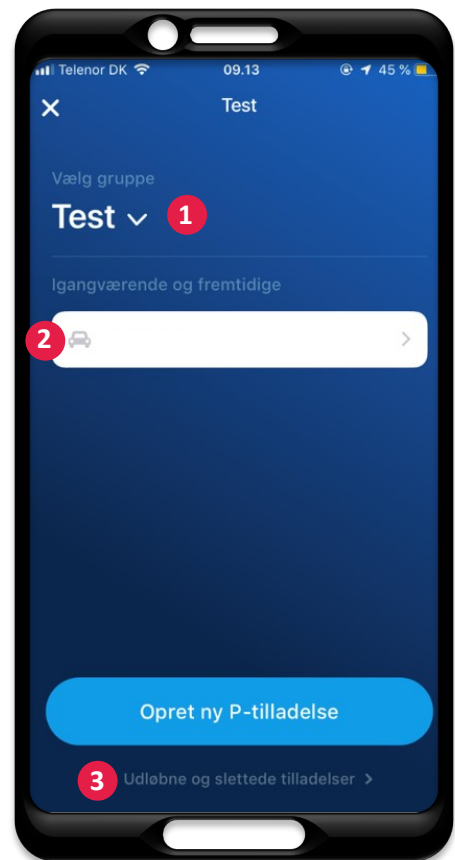 Telenor DK 09.13 45 %
Test
Vælg gruppe
Test 1
Igangværende og fremtidige
2
Opret ny P-tilladelse
3 Udløbne og slettede tilladelser